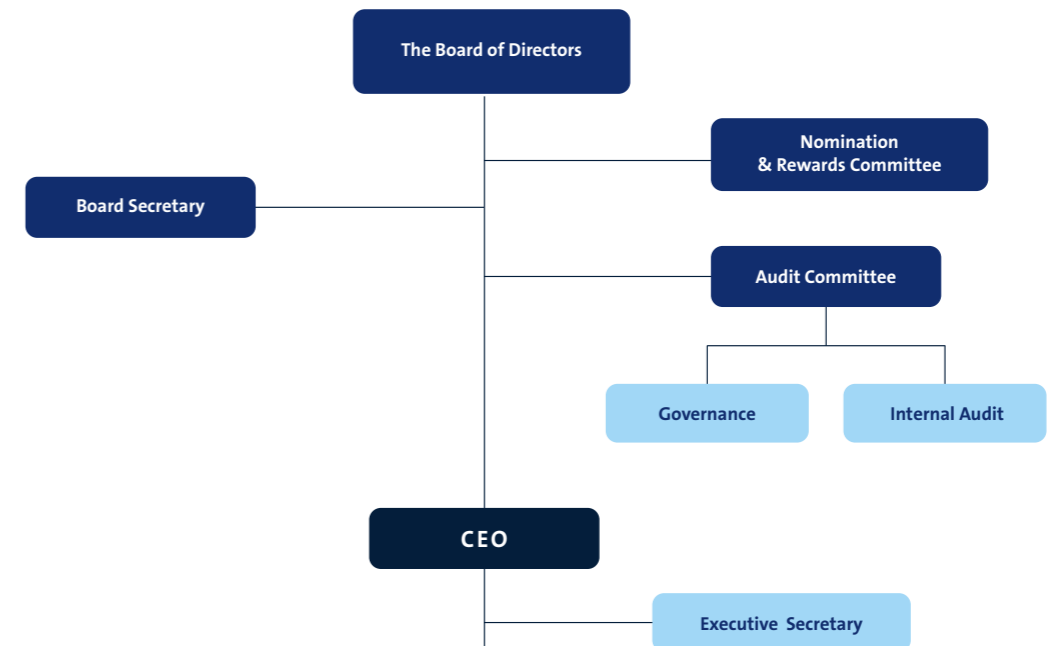 The Board of Directors
Nomination
& Rewards Committee
Board Secretary
Audit Committee
Governance
Internal Audit
CEO
Executive Secretary